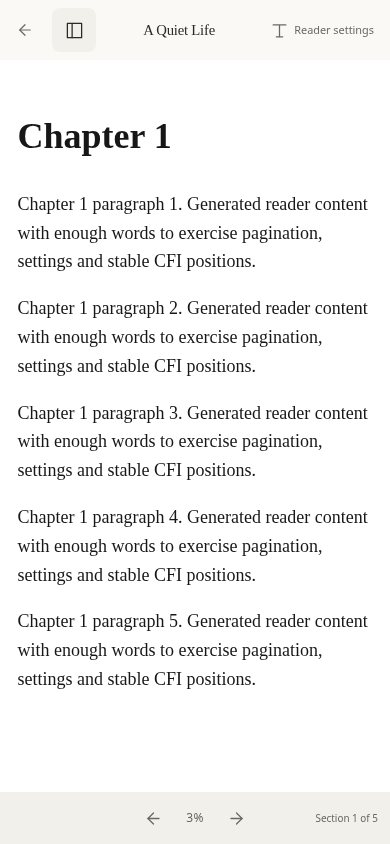 A Quiet Life
Reader settings
Chapter 1
Chapter 1 paragraph 1. Generated reader content
with enough words to exercise pagination,
settings and stable CFI positions.
Chapter 1 paragraph 2. Generated reader content
with enough words to exercise pagination,
settings and stable CFI positions.
Chapter 1 paragraph 3. Generated reader content
with enough words to exercise pagination,
settings and stable CFI positions.
Chapter 1 paragraph 4. Generated reader content
with enough words to exercise pagination,
settings and stable CFI positions.
Chapter 1 paragraph 5. Generated reader content
with enough words to exercise pagination,
settings and stable CFI positions.
3%
Section 1 of 5